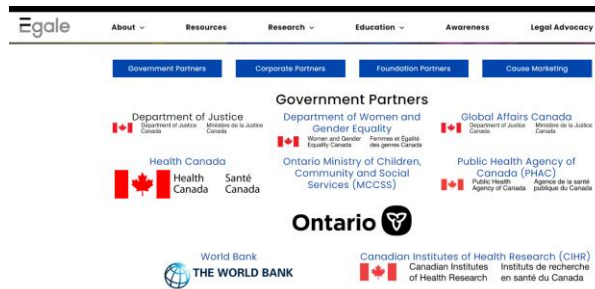 Egale
About Resources Research Education Awareness Legal Advocacy
Government Partners Corporate Partners Foundation Partners Cause Marketing
Government Partners
Department of Justice
Department of Justice Ministère de la Justice
Canada Canada
Department of Women and
Gender Equality
Women and Gender Femmes et Égalité
Equality Canada des genres Canada
Global Affairs Canada
Department of Justice Ministère de la Justice
Canada Canada
Health Canada
Health Santé
Canada Canada
Ontario Ministry of Children,
Community and Social
Services (MCCSS)
Ontario
Public Health Agency of
Canada (PHAC)
Public Health Agence de la santé
Agency of Canada publique du Canada
World Bank
THE WORLD BANK
Canadian Institutes of Health Research (CIHR)
Canadian Institutes Instituts de recherche
of Health Research en santé du Canada